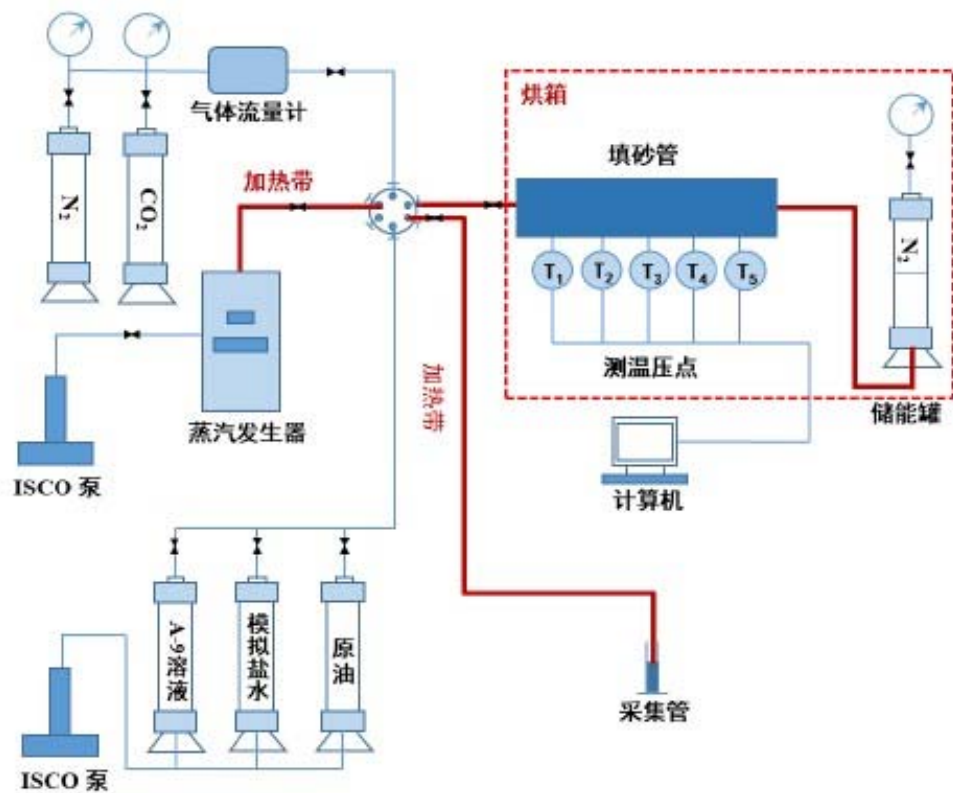 气体流量计
N₂
CO₂
加热带
蒸汽发生器
ISCO 泵
烘箱
填砂管
T₁
T₂
T₃
T₄
T₅
测温压点
N₂
储能罐
计算机
加热带
A-9溶液
模拟盐水
原油
ISCO 泵
采集管